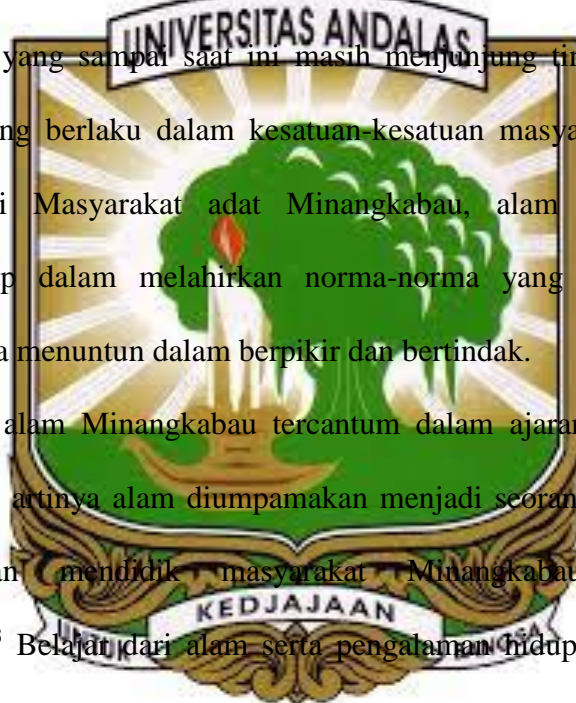 UNIVERSITAS ANDALAS
yang sampai saat ini masih menjunjung tin
ng berlaku dalam kesatuan-kesatuan masya
i Masyarakat adat Minangkabau, alam
p dalam melahirkan norma-norma yang
a menuntun dalam berpikir dan bertindak.
alam Minangkabau tercantum dalam ajaran
artinya alam diumpamakan menjadi seoran
an mendidik masyarakat Minangkabau
KEDJAJAAN
Belajar dari alam serta pengalaman hidup